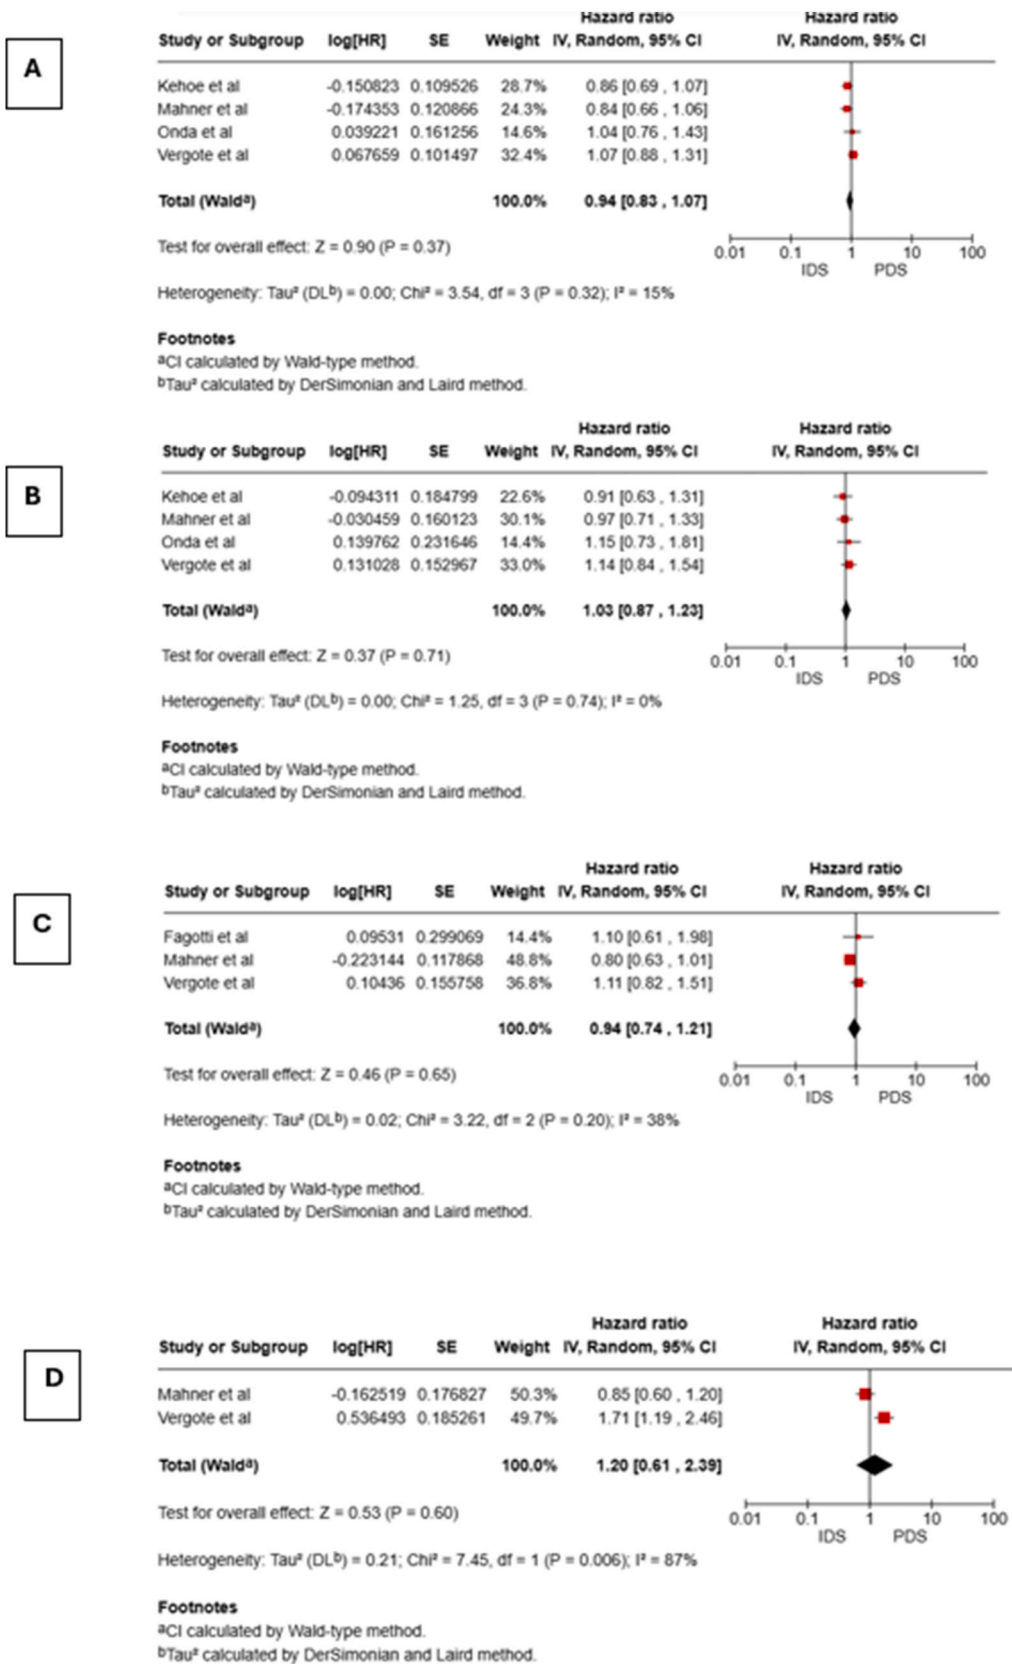 A
Hazard ratio Hazard ratio
Study or Subgroup log[HR] SE Weight IV, Random, 95% CI IV, Random, 95% CI
Kehoe et al -0.150823 0.109526 28.7% 0.86 [0.69 , 1.07]
Mahner et al -0.174353 0.120866 24.3% 0.84 [0.66 , 1.06]
Onda et al 0.039221 0.161256 14.6% 1.04 [0.76 , 1.43]
Vergote et al 0.067659 0.101497 32.4% 1.07 [0.88 , 1.31]
Total (Waldª) 100.0% 0.94 [0.83 , 1.07]
Test for overall effect: Z = 0.90 (P = 0.37)
0.01 0.1 1 10 100
IDS PDS
Heterogeneity: Tau² (DLᵇ) = 0.00; Chi² = 3.54, df = 3 (P = 0.32); I² = 15%
Footnotes
ªCI calculated by Wald-type method.
ᵇTau² calculated by DerSimonian and Laird method.
B
Hazard ratio Hazard ratio
Study or Subgroup log[HR] SE Weight IV, Random, 95% CI IV, Random, 95% CI
Kehoe et al -0.094311 0.184799 22.6% 0.91 [0.63 , 1.31]
Mahner et al -0.030459 0.160123 30.1% 0.97 [0.71 , 1.33]
Onda et al 0.139762 0.231646 14.4% 1.15 [0.73 , 1.81]
Vergote et al 0.131028 0.152967 33.0% 1.14 [0.84 , 1.54]
Total (Waldª) 100.0% 1.03 [0.87 , 1.23]
Test for overall effect: Z = 0.37 (P = 0.71)
0.01 0.1 1 10 100
IDS PDS
Heterogeneity: Tau² (DLᵇ) = 0.00; Chi² = 1.25, df = 3 (P = 0.74); I² = 0%
Footnotes
ªCI calculated by Wald-type method.
ᵇTau² calculated by DerSimonian and Laird method.
C
Hazard ratio Hazard ratio
Study or Subgroup log[HR] SE Weight IV, Random, 95% CI IV, Random, 95% CI
Fagotti et al 0.09531 0.299069 14.4% 1.10 [0.61 , 1.98]
Mahner et al -0.223144 0.117868 48.8% 0.80 [0.63 , 1.01]
Vergote et al 0.10436 0.155758 36.8% 1.11 [0.82 , 1.51]
Total (Waldª) 100.0% 0.94 [0.74 , 1.21]
Test for overall effect: Z = 0.46 (P = 0.65)
0.01 0.1 1 10 100
IDS PDS
Heterogeneity: Tau² (DLᵇ) = 0.02; Chi² = 3.22, df = 2 (P = 0.20); I² = 38%
Footnotes
ªCI calculated by Wald-type method.
ᵇTau² calculated by DerSimonian and Laird method.
D
Hazard ratio Hazard ratio
Study or Subgroup log[HR] SE Weight IV, Random, 95% CI IV, Random, 95% CI
Mahner et al -0.162519 0.176827 50.3% 0.85 [0.60 , 1.20]
Vergote et al 0.536493 0.185261 49.7% 1.71 [1.19 , 2.46]
Total (Waldª) 100.0% 1.20 [0.61 , 2.39]
Test for overall effect: Z = 0.53 (P = 0.60)
0.01 0.1 1 10 100
IDS PDS
Heterogeneity: Tau² (DLᵇ) = 0.21; Chi² = 7.45, df = 1 (P = 0.006); I² = 87%
Footnotes
ªCI calculated by Wald-type method.
ᵇTau² calculated by DerSimonian and Laird method.